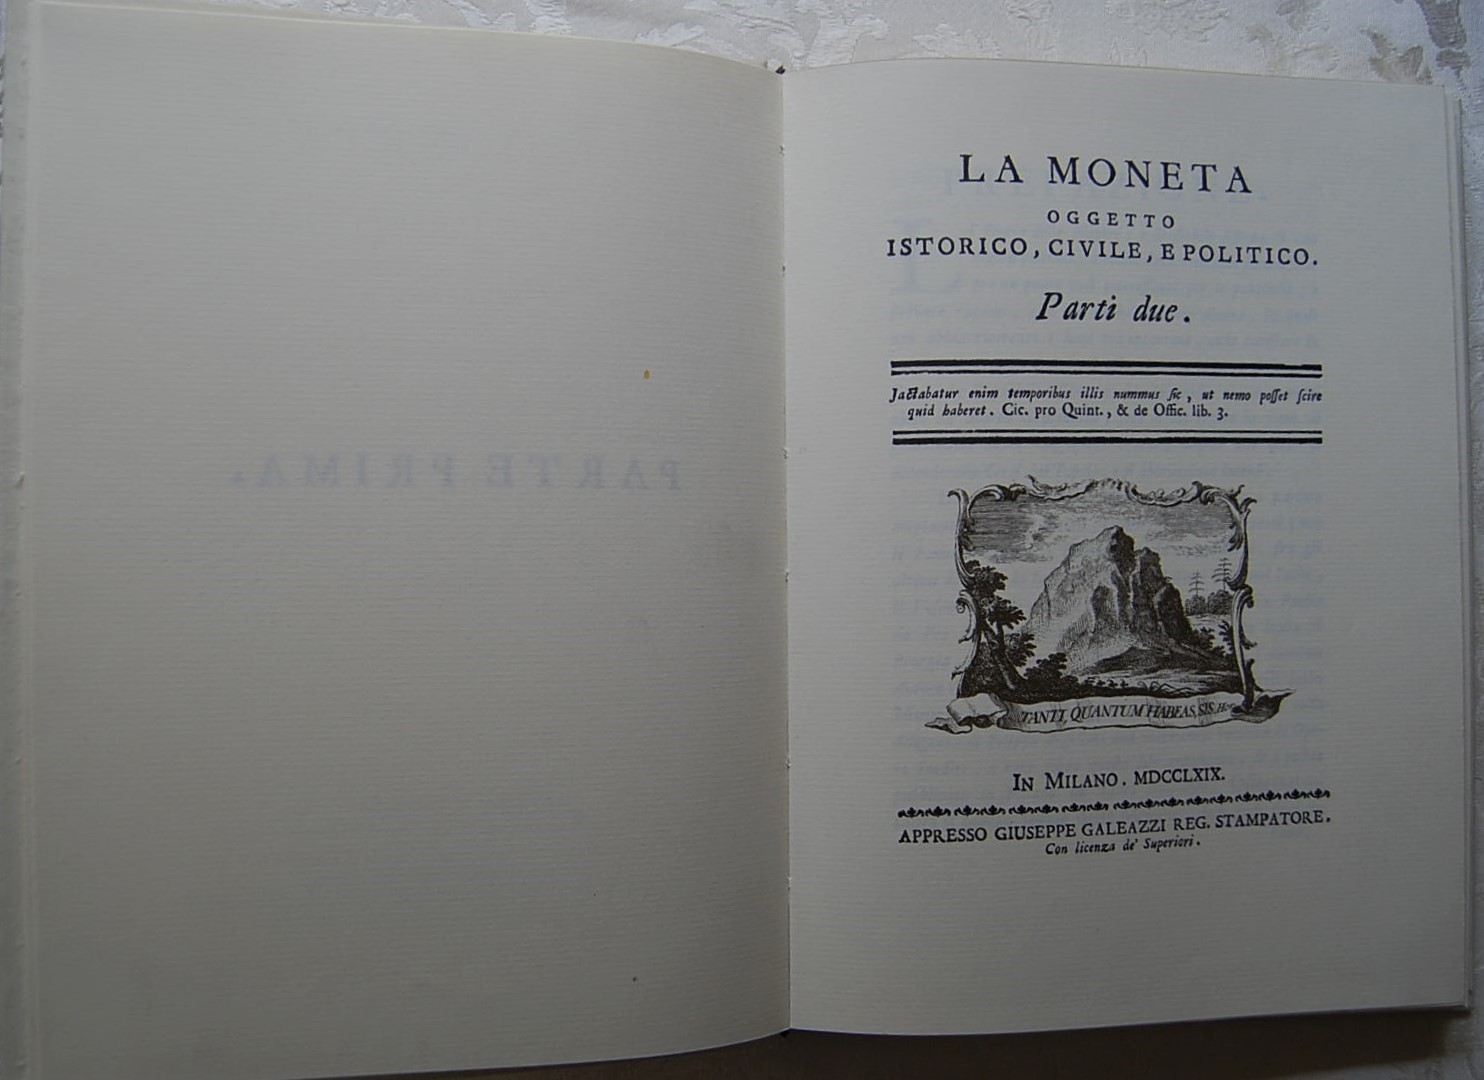 PARTE PRIMA.
LA MONETA
OGGETTO
ISTORICO, CIVILE, E POLITICO.
Parti due.
Jactabatur enim temporibus illis nummus ſic, ut nemo poſſet ſcire
quid haberet. Cic. pro Quint., & de Offic. lib. 3.
TANTI, QUANTUM HABEAS, SIS. Hor.
IN MILANO. MDCCLXIX.
APPRESSO GIUSEPPE GALEAZZI REG. STAMPATORE.
Con licenza de' Superiori.